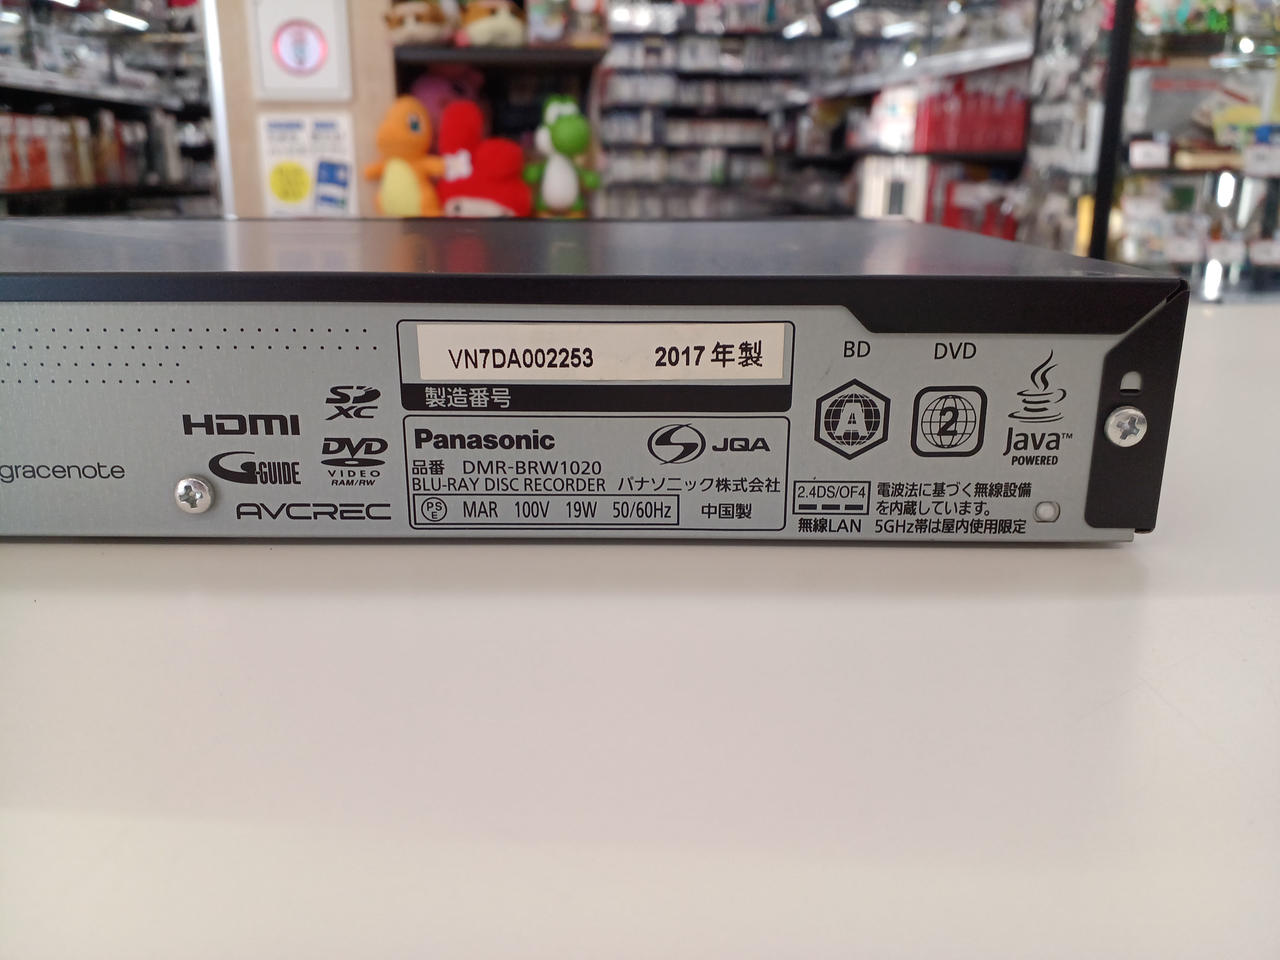 VN7DA002253 2017年製
製造番号
BD DVD
A 2
SD XC
HDMI
gracenote
G-GUIDE
DVD
VIDEO
RAM/RW
AVCREC
Panasonic JQA
品番 DMR-BRW1020
BLU-RAY DISC RECORDER パナソニック株式会社
PSE MAR 100V 19W 50/60Hz 中国製
Java™
POWERED
2.4DS/OF4
無線LAN
電波法に基づく無線設備
を内蔵しています。
5GHz帯は屋内使用限定